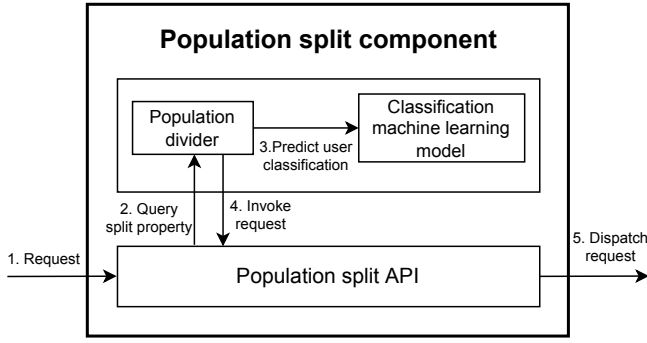 Population split component
Population
divider
Classification
machine learning
model
3.Predict user
classification
2. Query
split property
4. Invoke
request
1. Request
Population split API
5. Dispatch
request